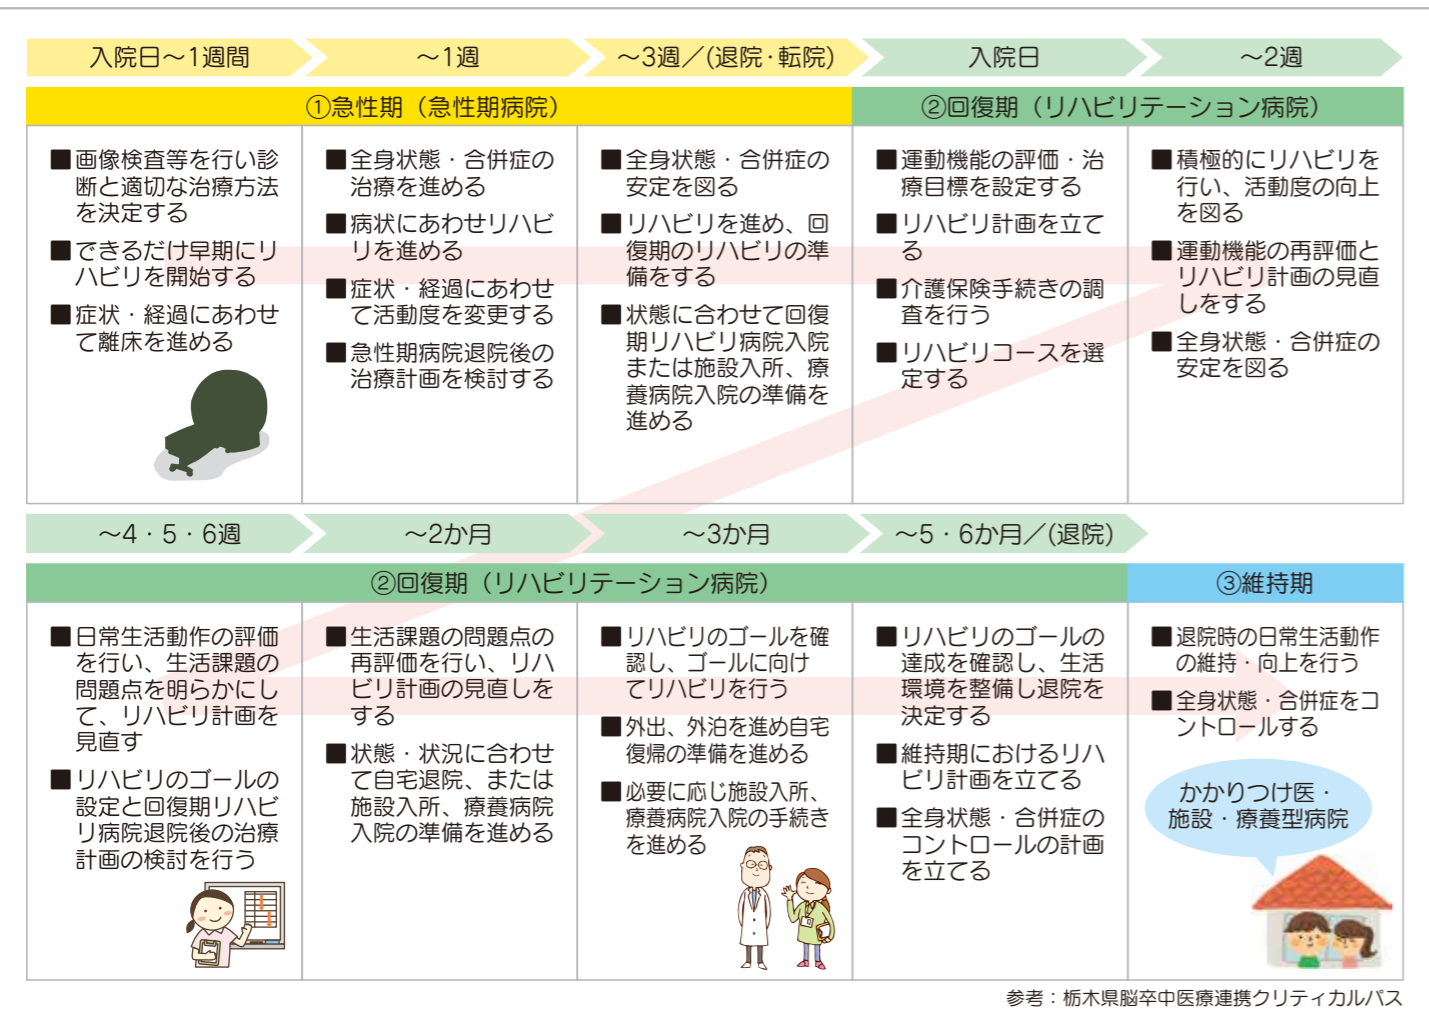 入院日～1週間
～1週
～3週／(退院・転院)
入院日
～2週
①急性期（急性期病院）
②回復期（リハビリテーション病院）
■画像検査等を行い診
断と適切な治療方法
を決定する
■できるだけ早期にリ
ハビリを開始する
■症状・経過にあわせ
て離床を進める
■全身状態・合併症の
治療を進める
■病状にあわせリハビ
リを進める
■症状・経過にあわせ
て活動度を変更する
■急性期病院退院後の
治療計画を検討する
■全身状態・合併症の
安定を図る
■リハビリを進め、回
復期のリハビリの準
備をする
■状態に合わせて回復
期リハビリ病院入院
または施設入所、療
養病院入院の準備を
進める
■運動機能の評価・治
療目標を設定する
■リハビリ計画を立て
る
■介護保険手続きの調
査を行う
■リハビリコースを選
定する
■積極的にリハビリを
行い、活動度の向上
を図る
■運動機能の再評価と
リハビリ計画の見直
しをする
■全身状態・合併症の
安定を図る
～4・5・6週
～2か月
～3か月
～5・6か月／(退院)
②回復期（リハビリテーション病院）
③維持期
■日常生活動作の評価
を行い、生活課題の
問題点を明らかにし
て、リハビリ計画を
見直す
■リハビリのゴールの
設定と回復期リハビ
リ病院退院後の治療
計画の検討を行う
■生活課題の問題点の
再評価を行い、リハ
ビリ計画の見直しを
する
■状態・状況に合わせ
て自宅退院、または
施設入所、療養病院
入院の準備を進める
■リハビリのゴールを確
認し、ゴールに向け
てリハビリを行う
■外出、外泊を進め自宅
復帰の準備を進める
■必要に応じ施設入所、
療養病院入院の手続き
を進める
■リハビリのゴールの
達成を確認し、生活
環境を整備し退院を
決定する
■維持期におけるリハ
ビリ計画を立てる
■全身状態・合併症の
コントロールの計画
を立てる
■退院時の日常生活動作
の維持・向上を行う
■全身状態・合併症をコ
ントロールする
かかりつけ医・
施設・療養型病院
参考：栃木県脳卒中医療連携クリティカルパス